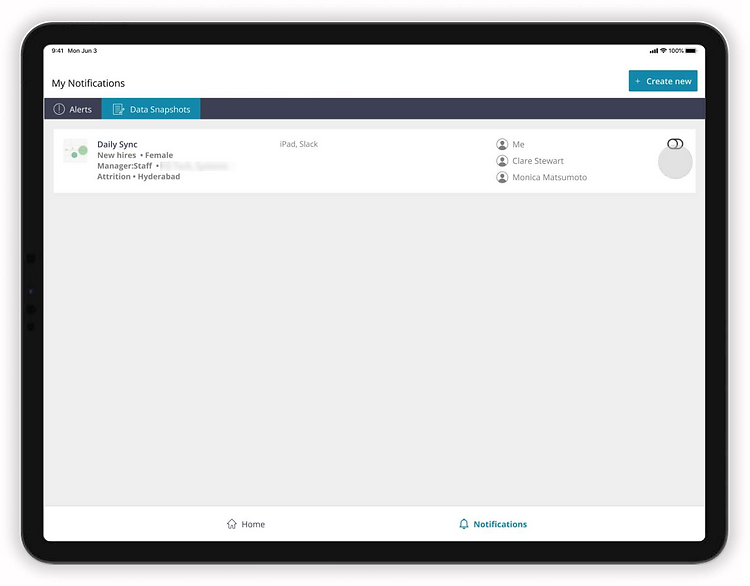 9:41 Mon Jun 3
100%
My Notifications
+ Create new
Alerts
Data Snapshots
Daily Sync
iPad, Slack
Me
New hires • Female
Clare Stewart
Manager:Staff •
Attrition • Hyderabad
Monica Matsumoto
Home
Notifications